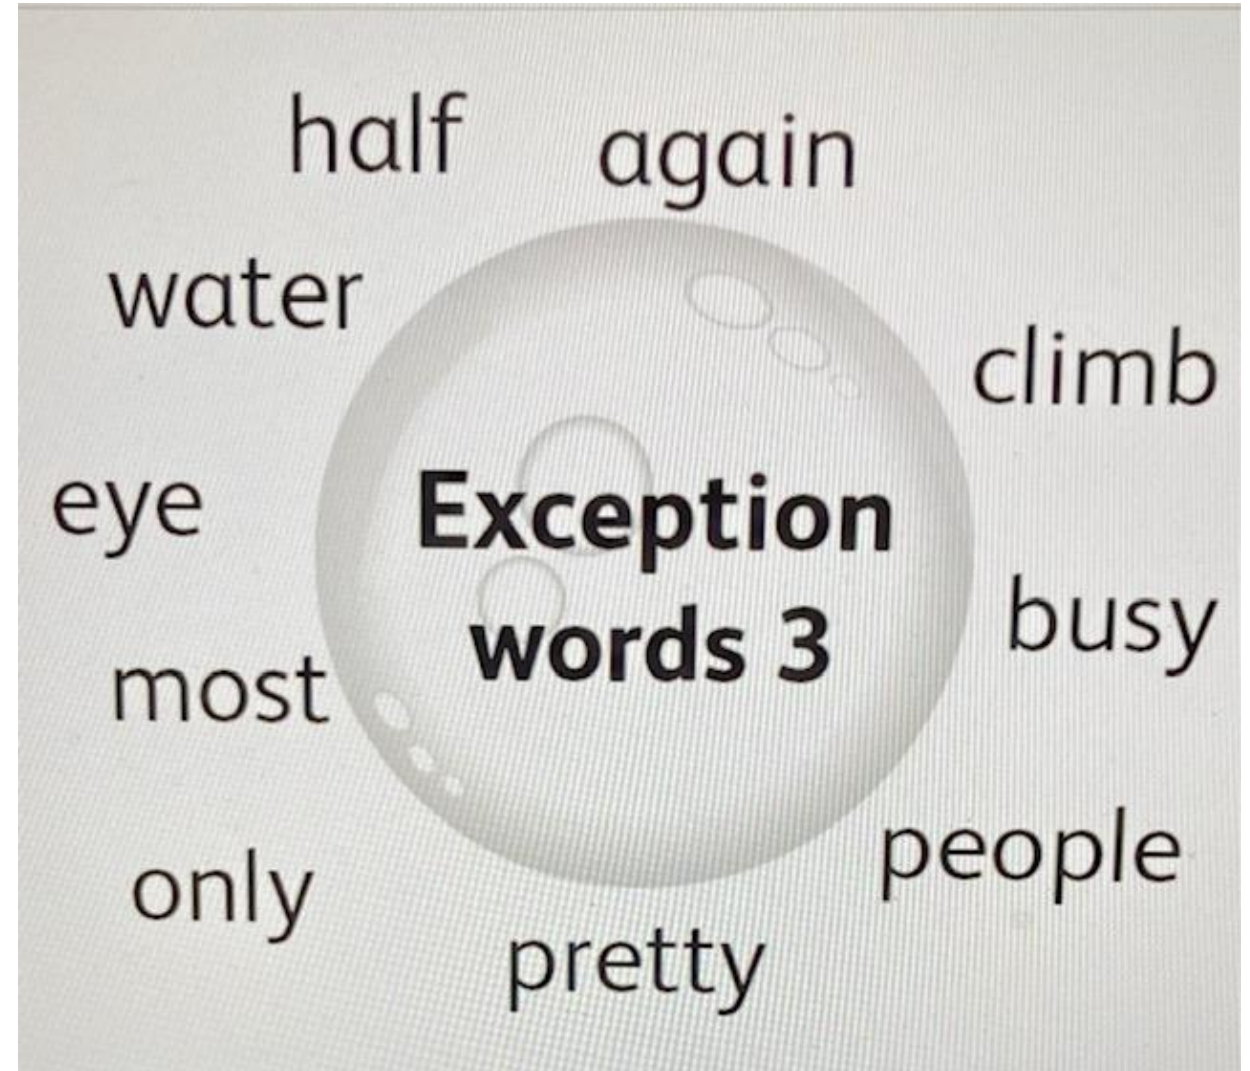 half again
water
climb
eye
Exception
words 3
busy
most
people
only
pretty